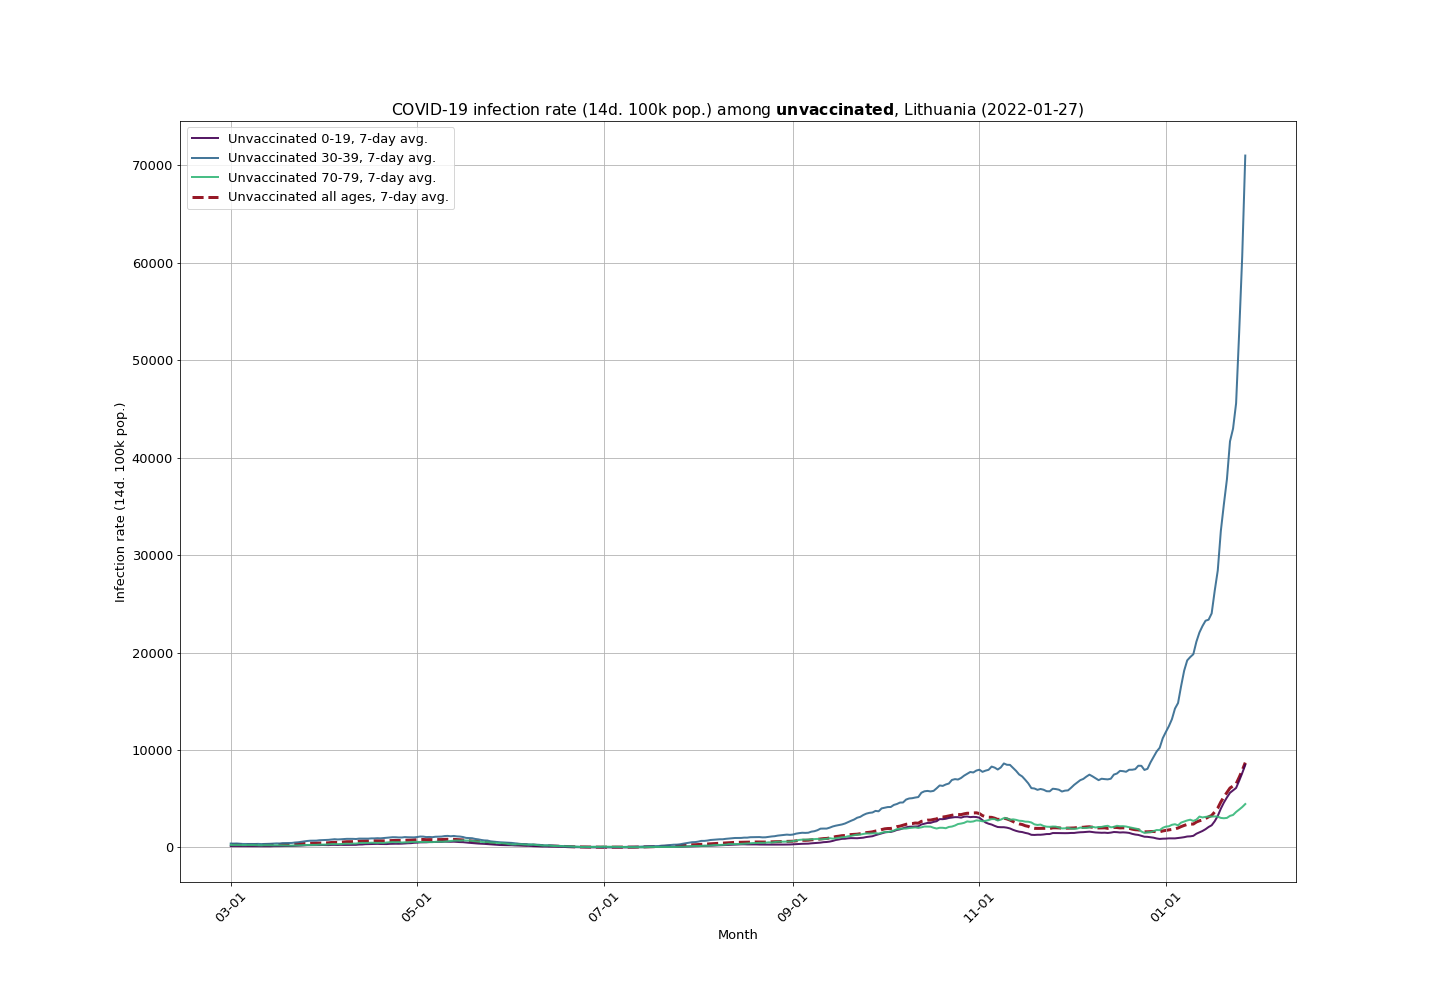 COVID-19 infection rate (14d. 100k pop.) among unvaccinated, Lithuania (2022-01-27)
Unvaccinated 0-19, 7-day avg.
Unvaccinated 30-39, 7-day avg.
Unvaccinated 70-79, 7-day avg.
Unvaccinated all ages, 7-day avg.
70000
60000
50000
40000
30000
20000
10000
0
Infection rate (14d. 100k pop.)
03-01
05-01
07-01
09-01
11-01
01-01
Month